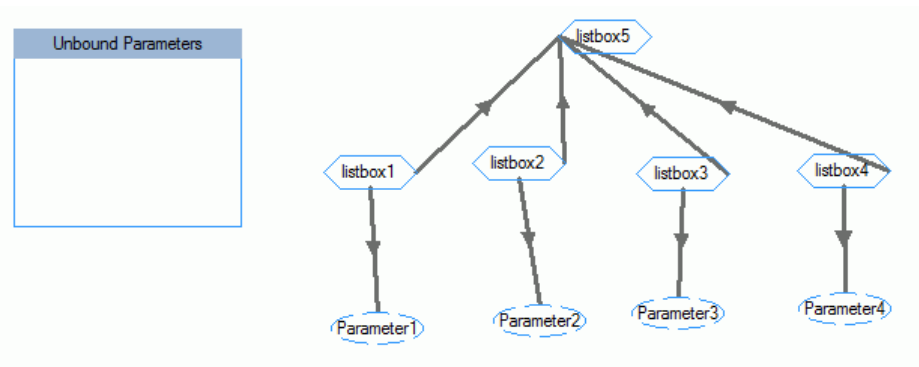 Unbound Parameters
listbox5
listbox1
listbox2
listbox3
listbox4
Parameter1
Parameter2
Parameter3
Parameter4